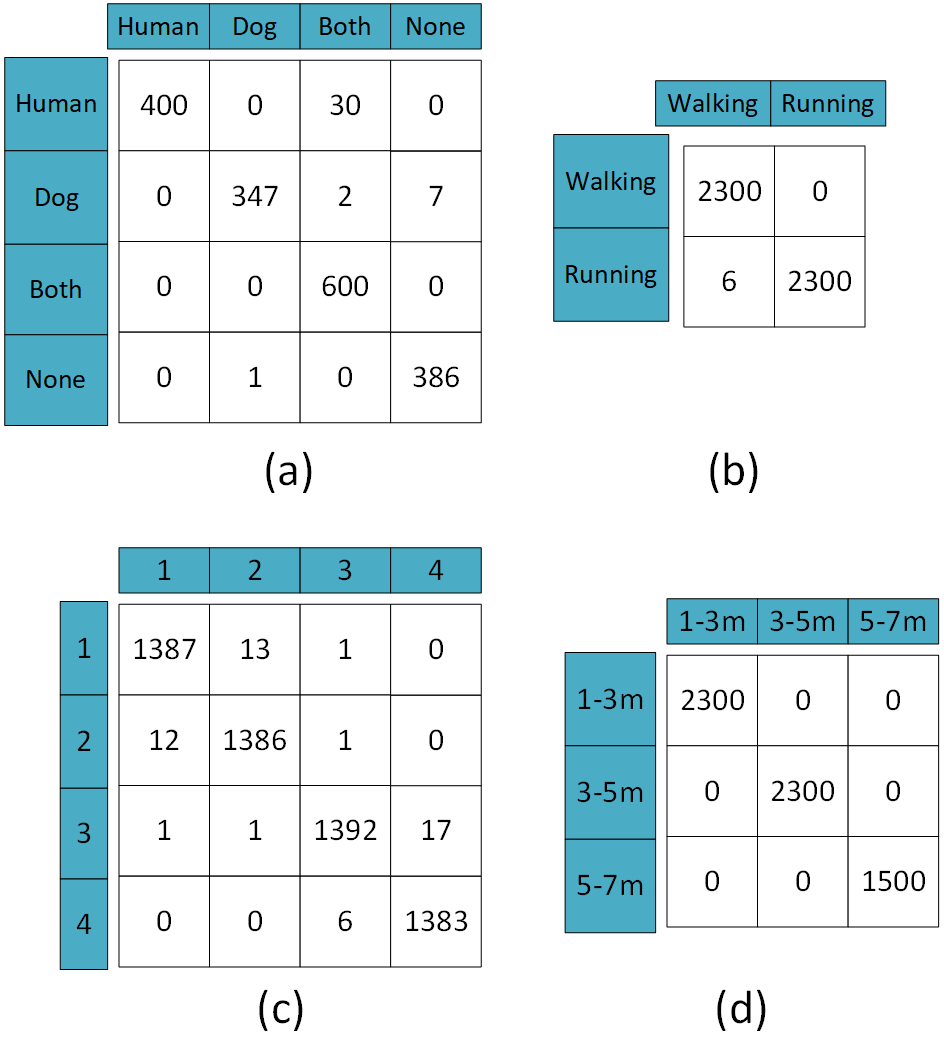 Human Dog Both None
Human 400 0 30 0
Dog 0 347 2 7
Both 0 0 600 0
None 0 1 0 386
(a)
Walking Running
Walking 2300 0
Running 6 2300
(b)
1 2 3 4
1 1387 13 1 0
2 12 1386 1 0
3 1 1 1392 17
4 0 0 6 1383
(c)
1-3m 3-5m 5-7m
1-3m 2300 0 0
3-5m 0 2300 0
5-7m 0 0 1500
(d)